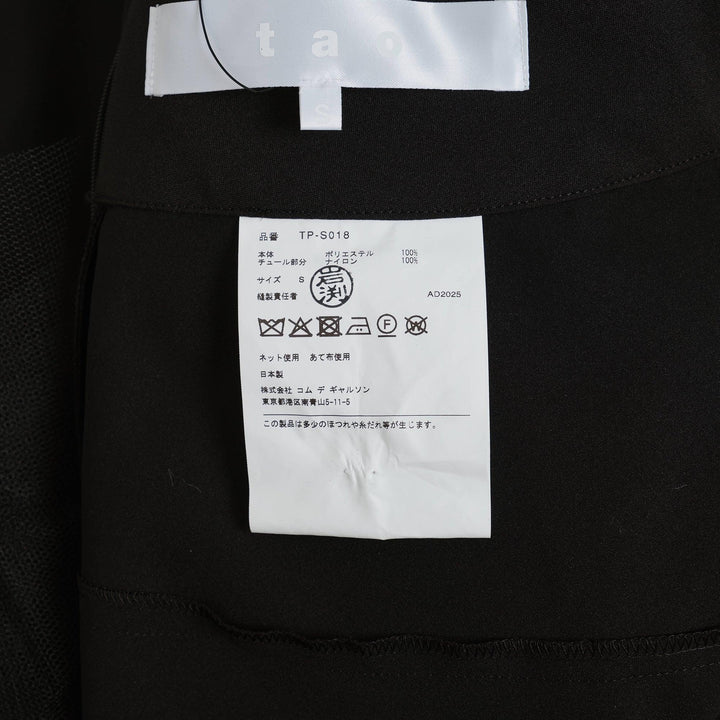 tao
S
品番 TP-S018
本体 ポリエステル 100%
チュール部分 ナイロン 100%
サイズ S
縫製責任者 岩渕 AD2025
F W
ネット使用 あて布使用
日本製
株式会社 コム デ ギャルソン
東京都港区南青山5-11-5
この製品は多少のほつれや糸だれ等が生じます。